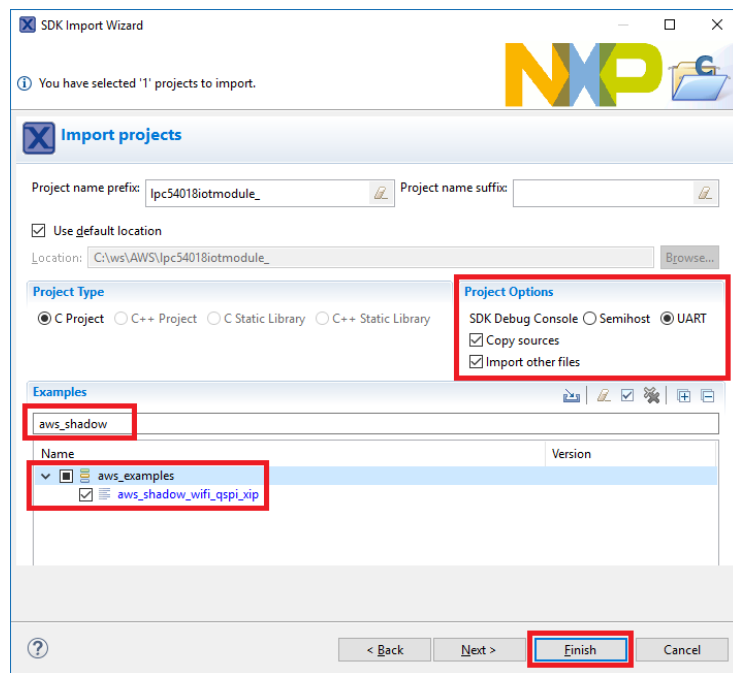 SDK Import Wizard
You have selected '1' projects to import.
NXP
C
Import projects
Project name prefix: lpc54018iotmodule_ Project name suffix:
Use default location
Location: C:\ws\AWS\lpc54018iotmodule_ Browse...
Project Type
C Project C++ Project C Static Library C++ Static Library
Project Options
SDK Debug Console Semihost UART
Copy sources
Import other files
Examples
aws_shadow
Name Version
aws_examples
aws_shadow_wifi_qspi_xip
? < Back Next > Finish Cancel